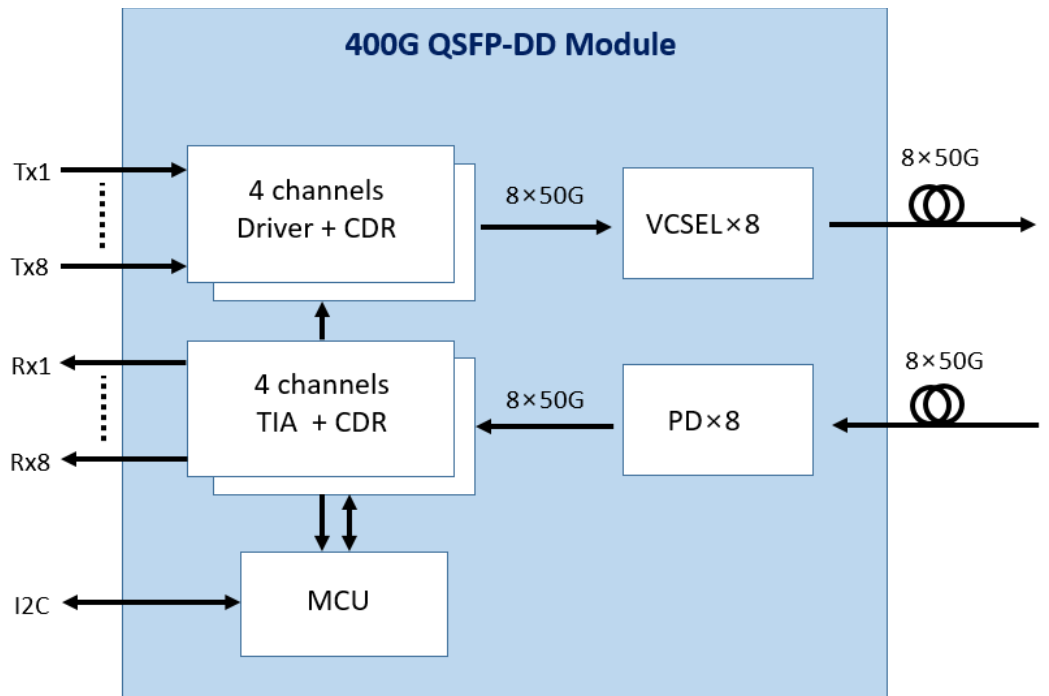 400G QSFP-DD Module
Tx1
Tx8
4 channels
Driver + CDR
8×50G
VCSEL×8
8×50G
Rx1
Rx8
4 channels
TIA + CDR
8×50G
PD×8
8×50G
I2C
MCU